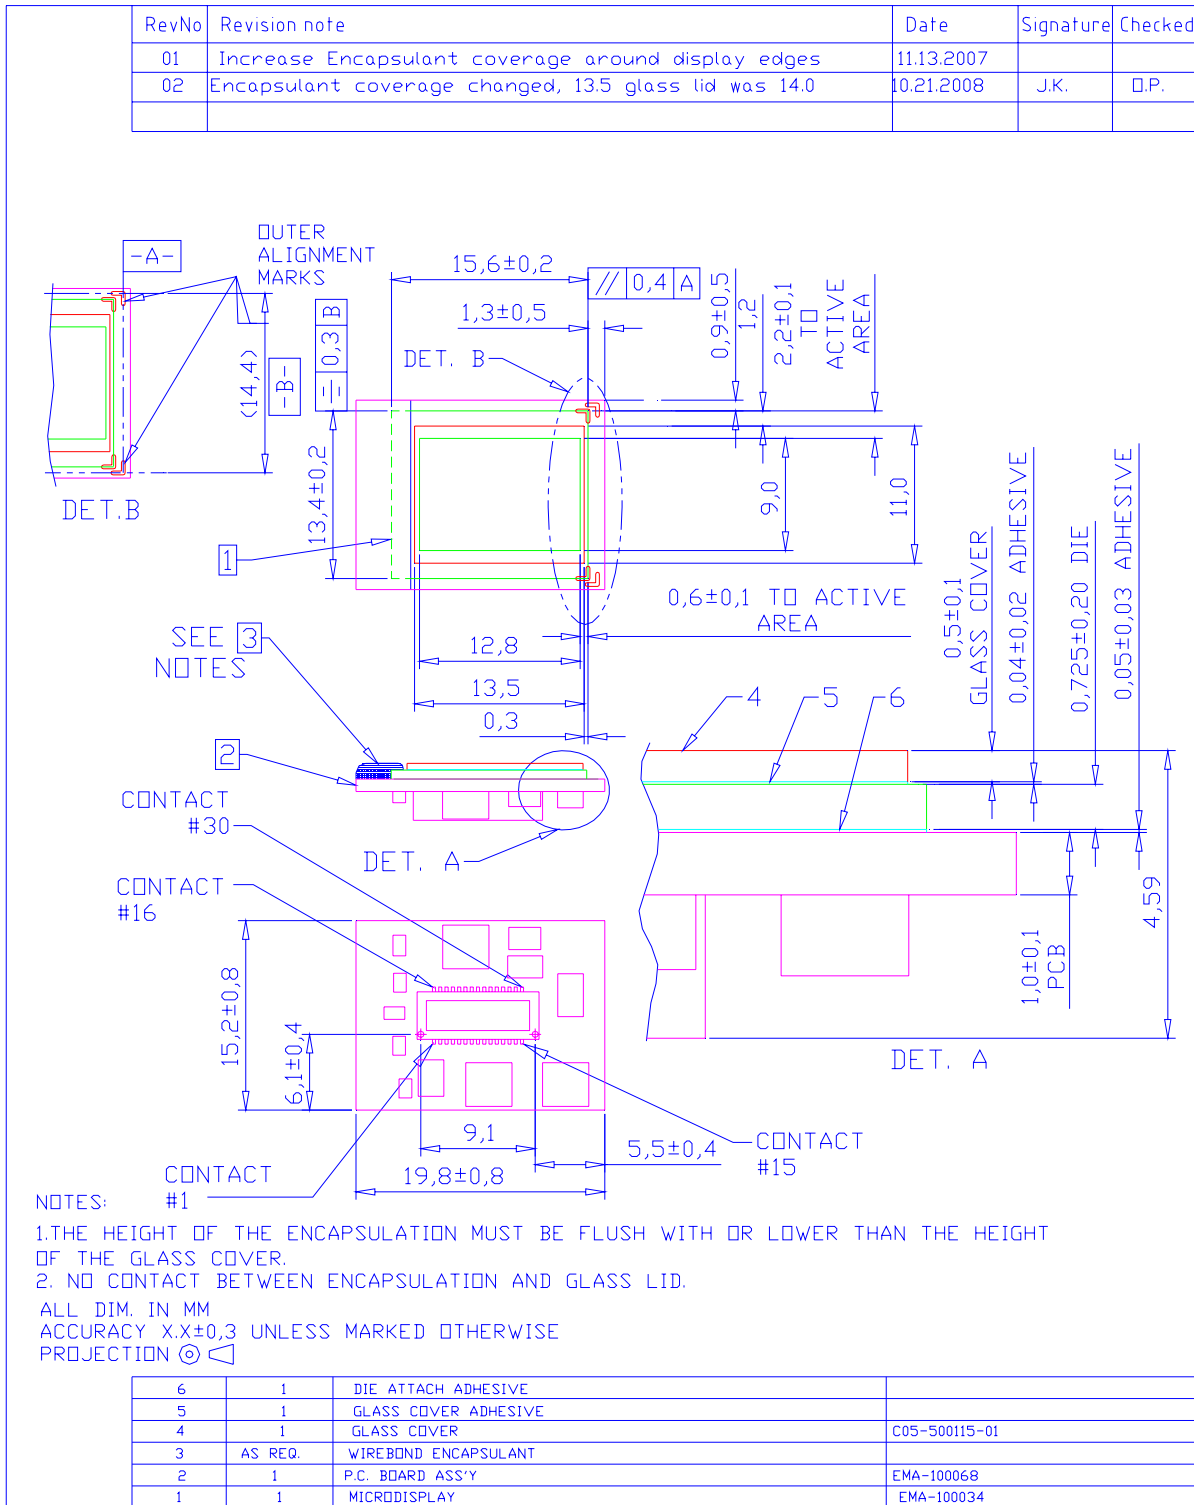 RevNo Revision note Date Signature Checked
01 Increase Encapsulant coverage around display edges 11.13.2007
02 Encapsulant coverage changed, 13.5 glass lid was 14.0 10.21.2008 J.K. O.P.
OUTER
ALIGNMENT
MARKS
-A-
(14,4)
-B-
DET.B
15,6±0,2
// 0,4 A
1,3±0,5
0,3 B
DET. B
0,9±0,5
1,2
2,2±0,1
TO
ACTIVE
AREA
13,4±0,2
9,0
11,0
1
0,6±0,1 TO ACTIVE
AREA
12,8
13,5
0,3
SEE 3
NOTES
2
0,5±0,1
GLASS COVER
0,04±0,02 ADHESIVE
0,725±0,20 DIE
0,05±0,03 ADHESIVE
4
5
6
CONTACT
#30
DET. A
CONTACT
#16
4,59
1,0±0,1
PCB
DET. A
15,2±0,8
6,1±0,4
9,1
5,5±0,4
19,8±0,8
CONTACT
#15
CONTACT
#1
NOTES:
1.THE HEIGHT OF THE ENCAPSULATION MUST BE FLUSH WITH OR LOWER THAN THE HEIGHT
OF THE GLASS COVER.
2. NO CONTACT BETWEEN ENCAPSULATION AND GLASS LID.
ALL DIM. IN MM
ACCURACY X.X±0,3 UNLESS MARKED OTHERWISE
PROJECTION
6 1 DIE ATTACH ADHESIVE
5 1 GLASS COVER ADHESIVE
4 1 GLASS COVER C05-500115-01
3 AS REQ. WIREBOND ENCAPSULANT
2 1 P.C. BOARD ASS'Y EMA-100068
1 1 MICRODISPLAY EMA-100034